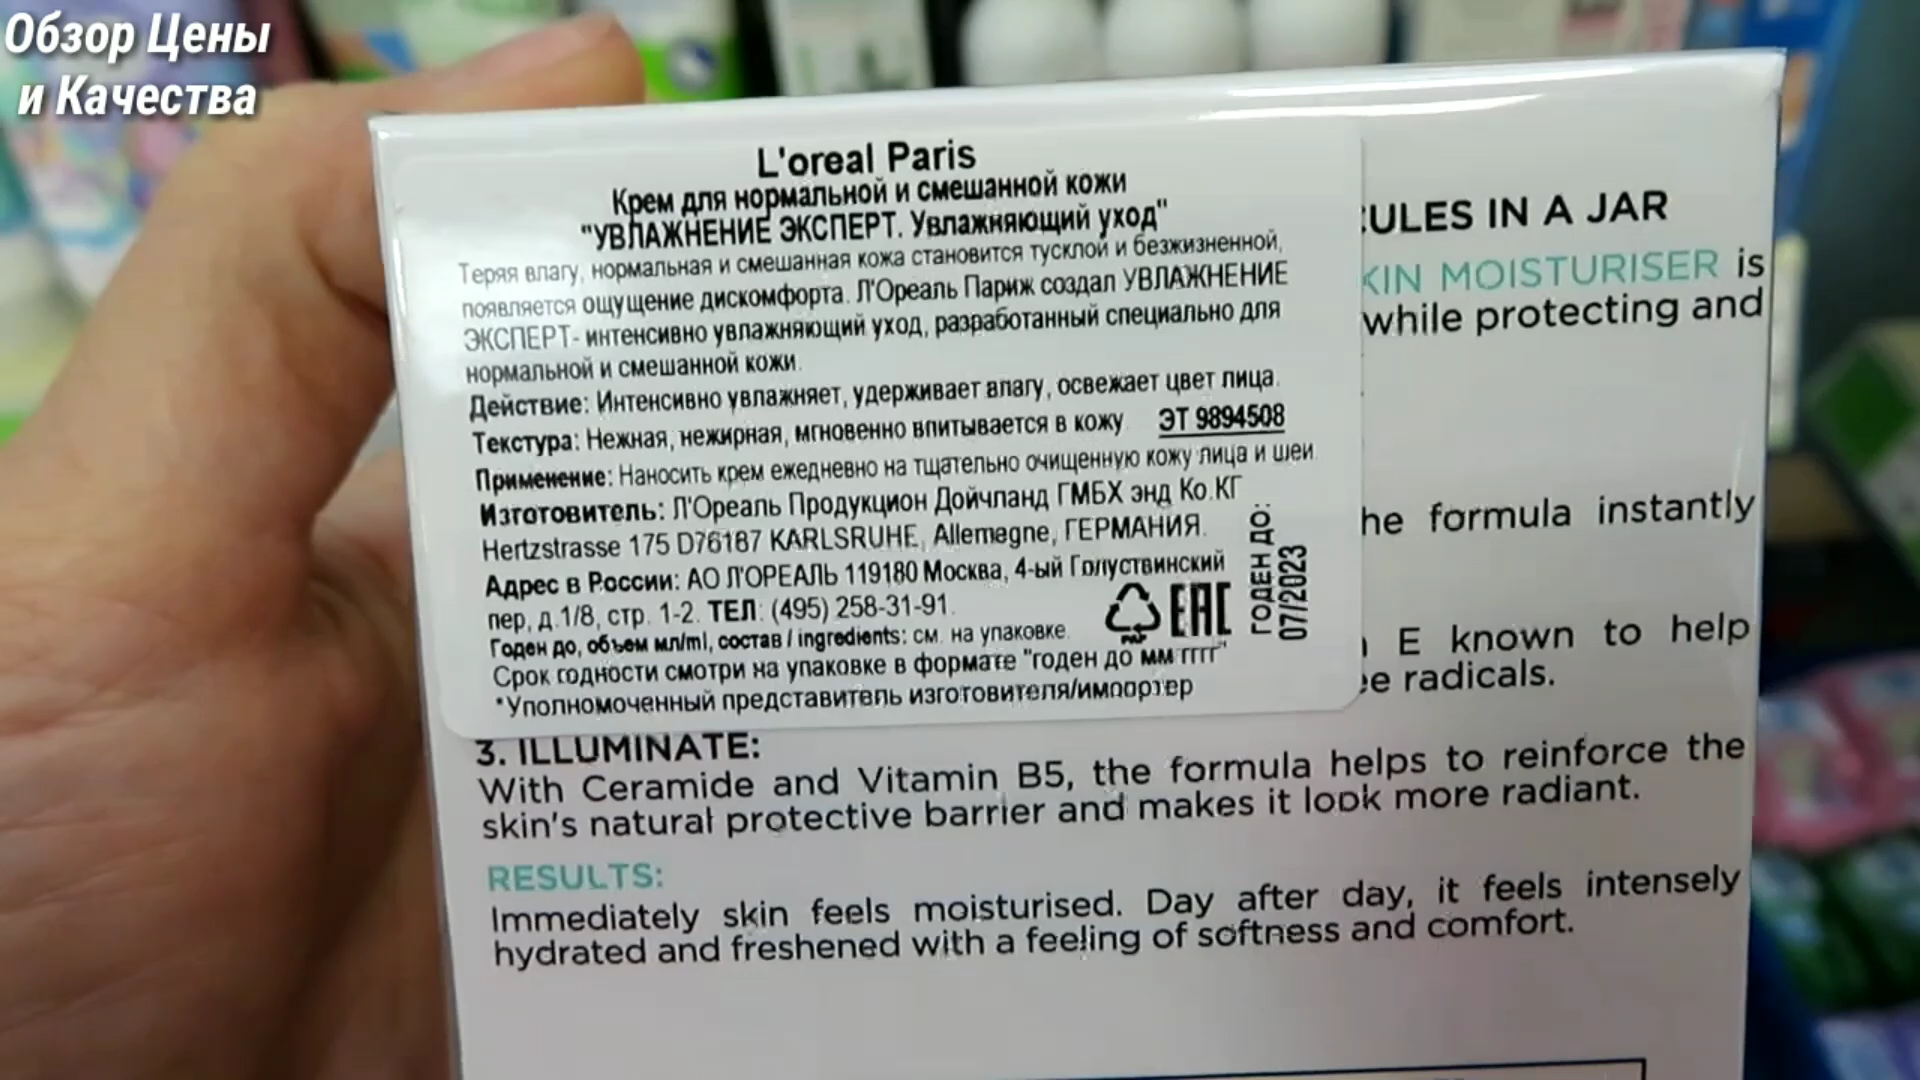 Обзор Цены
и Качества
L'oreal Paris
Крем для нормальной и смешанной кожи
"УВЛАЖНЕНИЕ ЭКСПЕРТ. Увлажняющий уход"
Теряя влагу, нормальная и смешанная кожа становится тусклой и безжизненной,
появляется ощущение дискомфорта. Л'Ореаль Париж создал УВЛАЖНЕНИЕ
ЭКСПЕРТ- интенсивно увлажняющий уход, разработанный специально для
нормальной и смешанной кожи.
Действие: Интенсивно увлажняет, удерживает влагу, освежает цвет лица.
Текстура: Нежная, нежирная, мгновенно впитывается в кожу ЭТ 9894508
Применение: Наносить крем ежедневно на тщательно очищенную кожу лица и шеи
Изготовитель: Л'Ореаль Продукцион Дойчланд ГМБХ энд Ко.КГ
Hertzstrasse 175 D76187 KARLSRUHE, Allemegne, ГЕРМАНИЯ.
Адрес в России: АО Л'ОРЕАЛЬ 119180 Москва, 4-ый Голуствинский
пер, д.1/8, стр. 1-2. ТЕЛ: (495) 258-31-91.
Годен до, объем мл/ml, состав / ingredients: см. на упаковке.
Срок годности смотри на упаковке в формате "годен до мм гггг"
*Уполномоченный представитель изготовителя/импортер
PAP
EAC
ГОДЕН ДО:
07/2023
CULES IN A JAR
KIN MOISTURISER is
while protecting and
he formula instantly
E known to help
ee radicals.
3. ILLUMINATE:
With Ceramide and Vitamin B5, the formula helps to reinforce the
skin's natural protective barrier and makes it look more radiant.
RESULTS:
Immediately skin feels moisturised. Day after day, it feels intensely
hydrated and freshened with a feeling of softness and comfort.